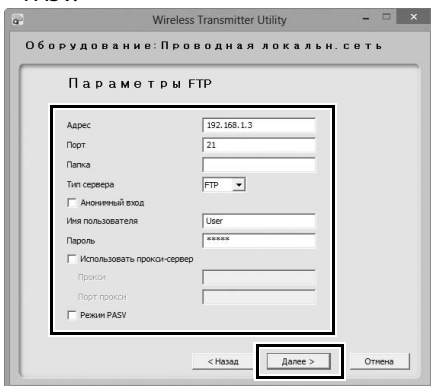 Wireless Transmitter Utility
Оборудование:Проводная локальн.сеть
Параметры FTP
Адрес 192.168.1.3
Порт 21
Папка
Тип сервера FTP
Анонимный вход
Имя пользователя User
Пароль *****
Использовать прокси-сервер
Прокси
Порт прокси
Режим PASV
< Назад Далее > Отмена